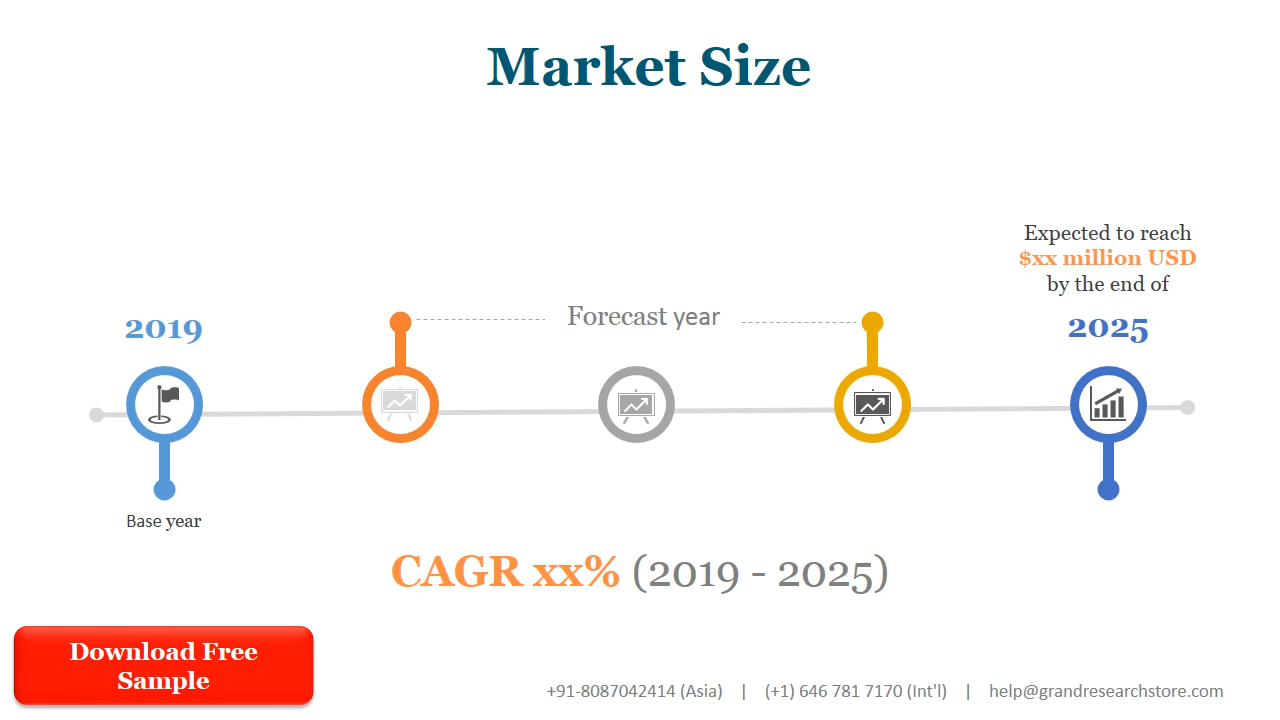 Market Size
Expected to reach
$xx million USD
by the end of
2019
Forecast year
2025
Base year
CAGR xx% (2019 - 2025)
Download Free
Sample
+91-8087042414 (Asia) | (+1) 646 781 7170 (Int'l) | help@grandresearchstore.com